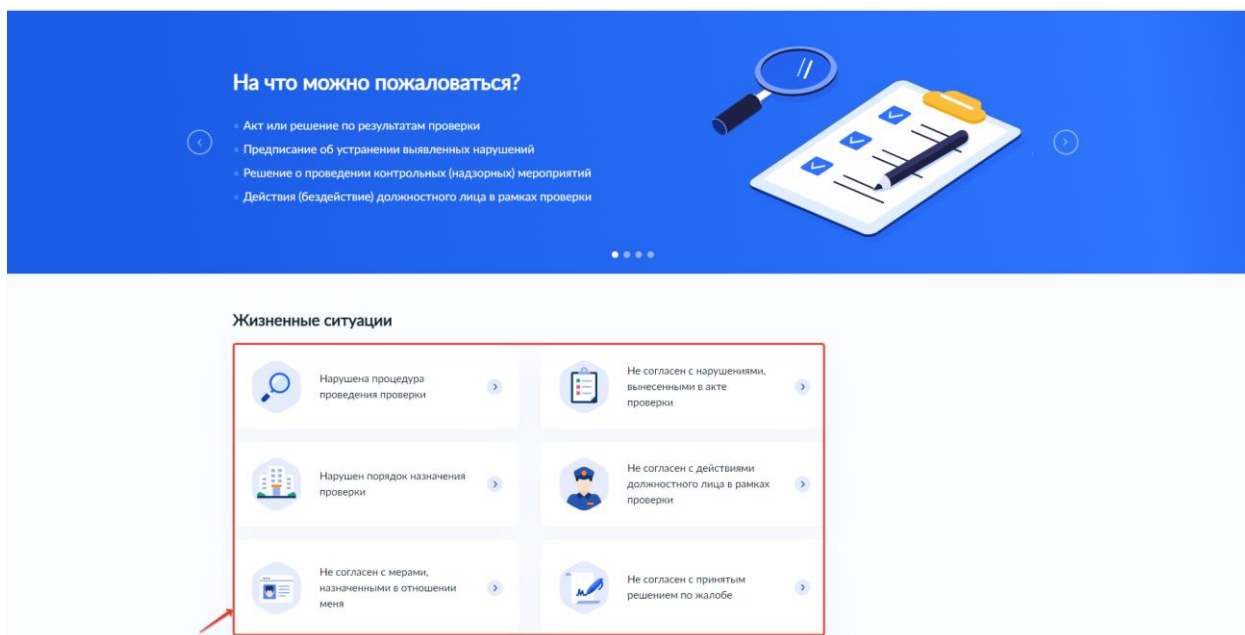 На что можно пожаловаться?
Акт или решение по результатам проверки
Предписание об устранении выявленных нарушений
Решение о проведении контрольных (надзорных) мероприятий
Действия (бездействие) должностного лица в рамках проверки
Жизненные ситуации
Нарушена процедура
проведения проверки
Не согласен с нарушениями,
вынесенными в акте
проверки
Нарушен порядок назначения
проверки
Не согласен с действиями
должностного лица в рамках
проверки
Не согласен с мерами,
назначенными в отношении
меня
Не согласен с принятым
решением по жалобе